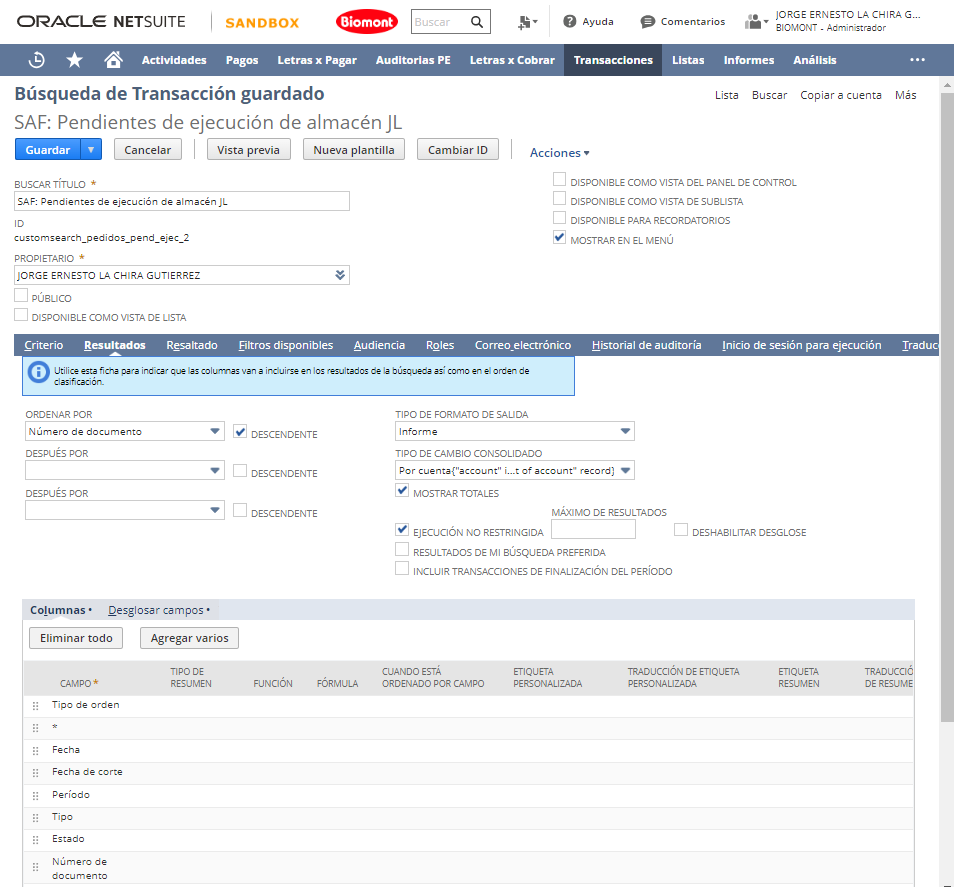 ORACLE NETSUITE
SANDBOX
Biomont
Buscar
Ayuda
Comentarios
JORGE ERNESTO LA CHIRA G...
BIOMONT - Administrador
Actividades Pagos Letras x Pagar Auditorias PE Letras x Cobrar Transacciones Listas Informes Análisis
Búsqueda de Transacción guardado
Lista Buscar Copiar a cuenta Más
SAF: Pendientes de ejecución de almacén JL
Guardar Cancelar Vista previa Nueva plantilla Cambiar ID Acciones
BUSCAR TÍTULO *
SAF: Pendientes de ejecución de almacén JL
ID
customsearch_pedidos_pend_ejec_2
PROPIETARIO *
JORGE ERNESTO LA CHIRA GUTIERREZ
PÚBLICO
DISPONIBLE COMO VISTA DE LISTA
DISPONIBLE COMO VISTA DEL PANEL DE CONTROL
DISPONIBLE COMO VISTA DE SUBLISTA
DISPONIBLE PARA RECORDATORIOS
MOSTRAR EN EL MENÚ
Criterio Resultados Resaltado Filtros disponibles Audiencia Roles Correo electrónico Historial de auditoría Inicio de sesión para ejecución Traduc
Utilice esta ficha para indicar que las columnas van a incluirse en los resultados de la búsqueda así como en el orden de
clasificación.
ORDENAR POR
Número de documento
DESCENDENTE
DESPUÉS POR
DESCENDENTE
DESPUÉS POR
DESCENDENTE
TIPO DE FORMATO DE SALIDA
Informe
TIPO DE CAMBIO CONSOLIDADO
Por cuenta{"account" i...t of account" record}
MOSTRAR TOTALES
MÁXIMO DE RESULTADOS
EJECUCIÓN NO RESTRINGIDA
DESHABILITAR DESGLOSE
RESULTADOS DE MI BÚSQUEDA PREFERIDA
INCLUIR TRANSACCIONES DE FINALIZACIÓN DEL PERÍODO
Columnas • Desglosar campos •
Eliminar todo Agregar varios
CAMPO *
TIPO DE
RESUMEN
FUNCIÓN
FÓRMULA
CUANDO ESTÁ
ORDENADO POR CAMPO
ETIQUETA
PERSONALIZADA
TRADUCCIÓN DE ETIQUETA
PERSONALIZADA
ETIQUETA
RESUMEN
TRADUCCIÓ
DE RESUME
Tipo de orden
*
Fecha
Fecha de corte
Período
Tipo
Estado
Número de
documento